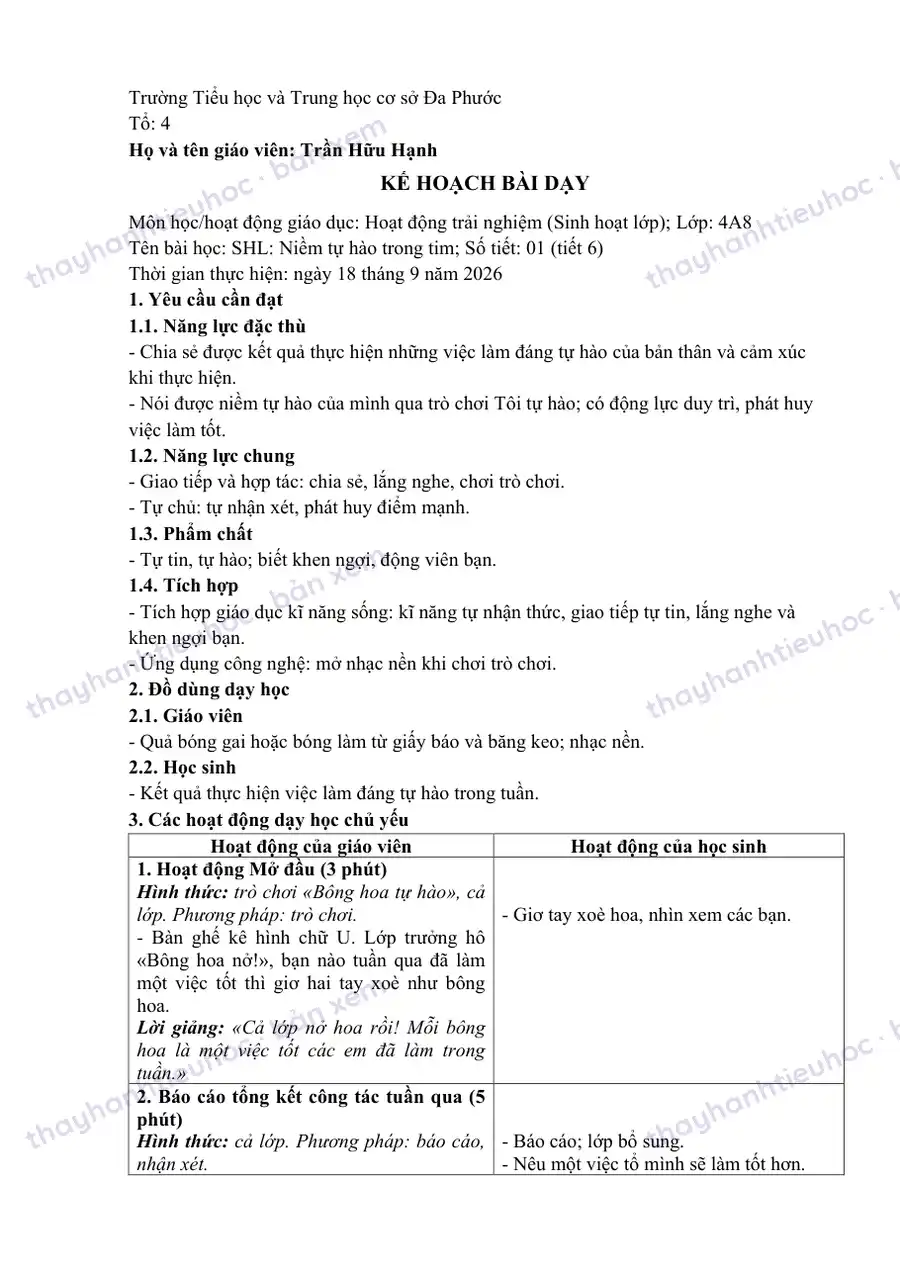 Trường Tiểu học và Trung học cơ sở Đa Phước
Tổ: 4
Họ và tên giáo viên: Trần Hữu Hạnh
KẾ HOẠCH BÀI DẠY
Môn học/hoạt động giáo dục: Hoạt động trải nghiệm (Sinh hoạt lớp); Lớp: 4A8
Tên bài học: SHL: Niềm tự hào trong tim; Số tiết: 01 (tiết 6)
Thời gian thực hiện: ngày 18 tháng 9 năm 2026
1. Yêu cầu cần đạt
1.1. Năng lực đặc thù
- Chia sẻ được kết quả thực hiện những việc làm đáng tự hào của bản thân và cảm xúc
khi thực hiện.
- Nói được niềm tự hào của mình qua trò chơi Tôi tự hào; có động lực duy trì, phát huy
việc làm tốt.
1.2. Năng lực chung
- Giao tiếp và hợp tác: chia sẻ, lắng nghe, chơi trò chơi.
- Tự chủ: tự nhận xét, phát huy điểm mạnh.
1.3. Phẩm chất
- Tự tin, tự hào; biết khen ngợi, động viên bạn.
1.4. Tích hợp
- Tích hợp giáo dục kĩ năng sống: kĩ năng tự nhận thức, giao tiếp tự tin, lắng nghe và
khen ngợi bạn.
- Ứng dụng công nghệ: mở nhạc nền khi chơi trò chơi.
2. Đồ dùng dạy học
2.1. Giáo viên
- Quả bóng gai hoặc bóng làm từ giấy báo và băng keo; nhạc nền.
2.2. Học sinh
- Kết quả thực hiện việc làm đáng tự hào trong tuần.
3. Các hoạt động dạy học chủ yếu
Hoạt động của giáo viên
Hoạt động của học sinh
1. Hoạt động Mở đầu (3 phút)
Hình thức: trò chơi «Bông hoa tự hào», cả
lớp. Phương pháp: trò chơi.
- Bàn ghế kê hình chữ U. Lớp trưởng hô
«Bông hoa nở!», bạn nào tuần qua đã làm
một việc tốt thì giơ hai tay xoè như bông
hoa.
Lời giảng: «Cả lớp nở hoa rồi! Mỗi bông
hoa là một việc tốt các em đã làm trong
tuần.»
- Giơ tay xoè hoa, nhìn xem các bạn.
2. Báo cáo tổng kết công tác tuần qua (5
phút)
Hình thức: cả lớp. Phương pháp: báo cáo,
nhận xét.
- Báo cáo; lớp bổ sung.
- Nêu một việc tổ mình sẽ làm tốt hơn.
thayhanhtieuhoc · bản xem
thayhanhtieuhoc · b
thayhanhtieuhoc · bản xem
thayhanhtieuhoc · b
thayhanhtieuhoc · bản xem
thayhanhtieuhoc · b